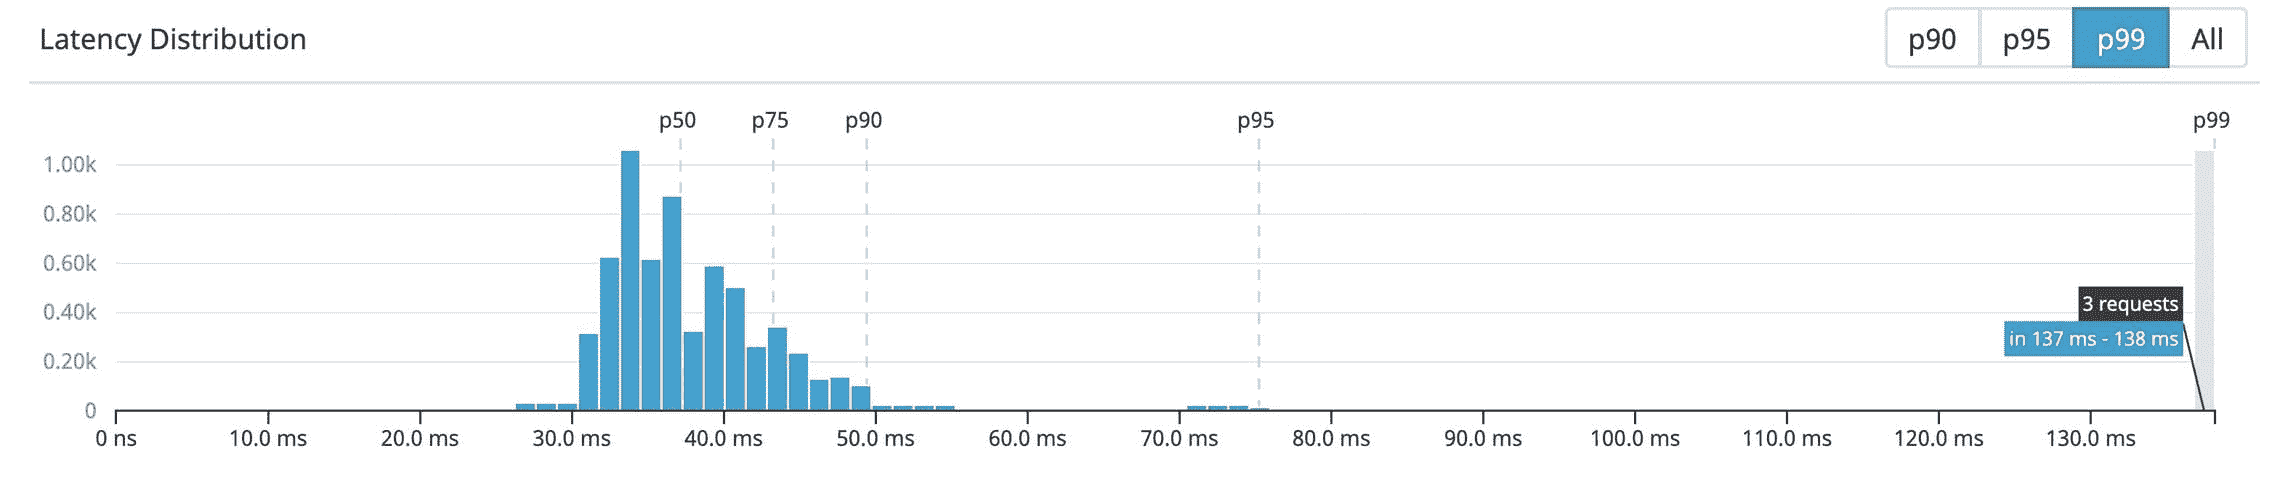 Latency Distribution
p90 p95 p99 All
p50 p75 p90 p95 p99
1.00k
0.80k
0.60k
0.40k
0.20k
0
3 requests
in 137 ms - 138 ms
0 ns 10.0 ms 20.0 ms 30.0 ms 40.0 ms 50.0 ms 60.0 ms 70.0 ms 80.0 ms 90.0 ms 100.0 ms 110.0 ms 120.0 ms 130.0 ms